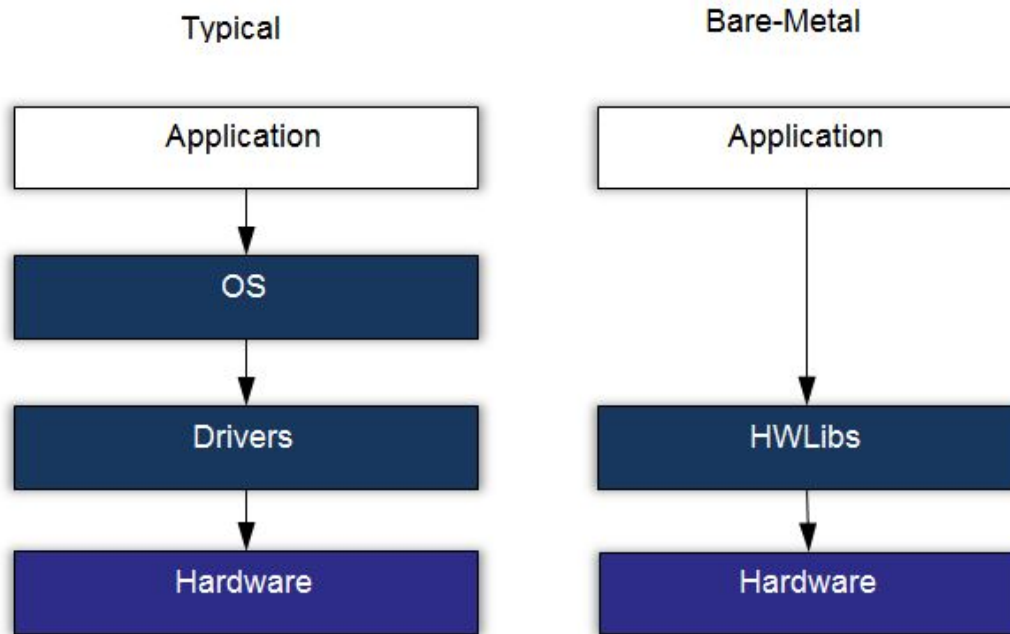 Typical
Bare-Metal
Application
Application
OS
Drivers
HWLibs
Hardware
Hardware